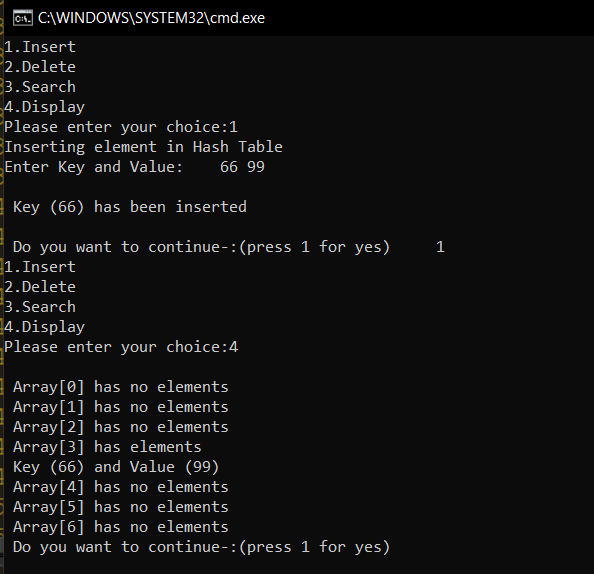 C:\WINDOWS\SYSTEM32\cmd.exe
1.Insert
2.Delete
3.Search
4.Display
Please enter your choice:1
Inserting element in Hash Table
Enter Key and Value:    66 99
Key (66) has been inserted
Do you want to continue-:(press 1 for yes)     1
1.Insert
2.Delete
3.Search
4.Display
Please enter your choice:4
Array[0] has no elements
Array[1] has no elements
Array[2] has no elements
Array[3] has elements
Key (66) and Value (99)
Array[4] has no elements
Array[5] has no elements
Array[6] has no elements
Do you want to continue-:(press 1 for yes)